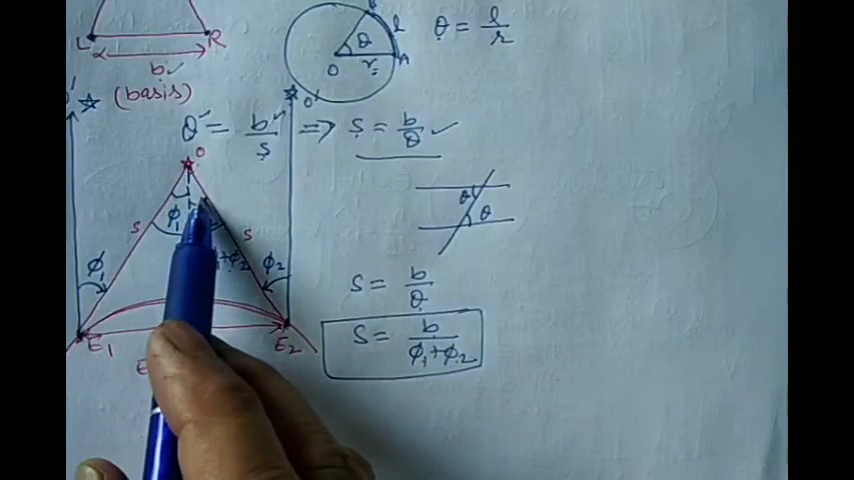 L R
b
(basis)
O
θ
l
r
A
θ = l/r
O'
θ = b/s => s = b/θ
O
θ
θ
S
S
ϕ₁
ϕ₁
+ϕ₂
ϕ₂
S = b/θ
S = b/(ϕ₁+ϕ₂)
E₁
E₂
E